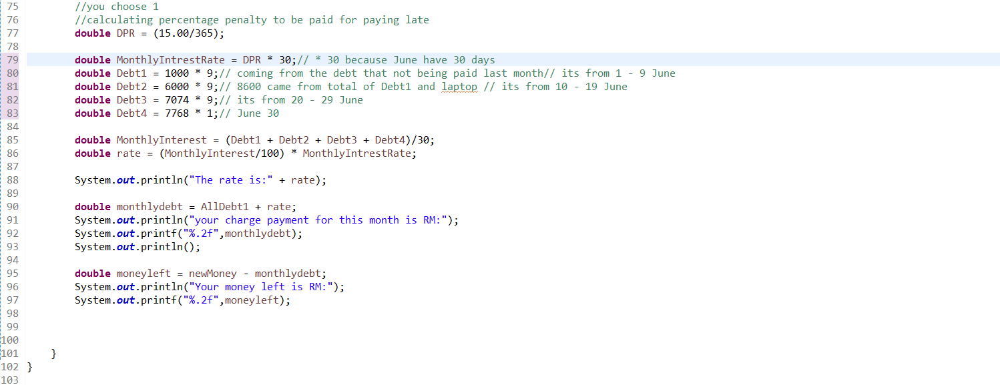 75 //you choose 1
76 //calculating percentage penalty to be paid for paying late
77 double DPR = (15.00/365);
78
79 double MonthlyIntrestRate = DPR * 30;// * 30 because June have 30 days
80 double Debt1 = 1000 * 9;// coming from the debt that not being paid last month// its from 1 - 9 June
81 double Debt2 = 6000 * 9;// 8600 came from total of Debt1 and laptop // its from 10 - 19 June
82 double Debt3 = 7074 * 9;// its from 20 - 29 June
83 double Debt4 = 7768 * 1;// June 30
84
85 double MonthlyInterest = (Debt1 + Debt2 + Debt3 + Debt4)/30;
86 double rate = (MonthlyInterest/100) * MonthlyIntrestRate;
87
88 System.out.println("The rate is:" + rate);
89
90 double monthlydebt = AllDebt1 + rate;
91 System.out.println("your charge payment for this month is RM:");
92 System.out.printf("%.2f",monthlydebt);
93 System.out.println();
94
95 double moneyleft = newMoney - monthlydebt;
96 System.out.println("Your money left is RM:");
97 System.out.printf("%.2f",moneyleft);
98
99
100
101 }
102 }
103